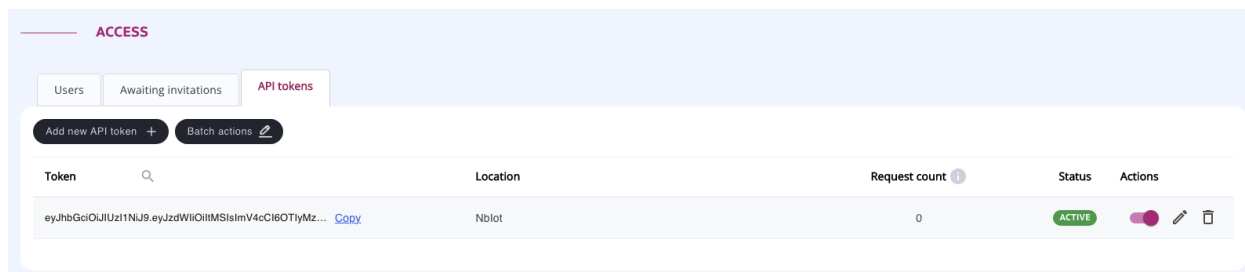 ACCESS
Users Awaiting invitations API tokens
Add new API token + Batch actions
Token Location Request count i Status Actions
eyJhbGciOiJIUzI1NiJ9.eyJzdWIiOiItMSIsImV4cCI6OTIyMz... Copy NbIot 0 ACTIVE